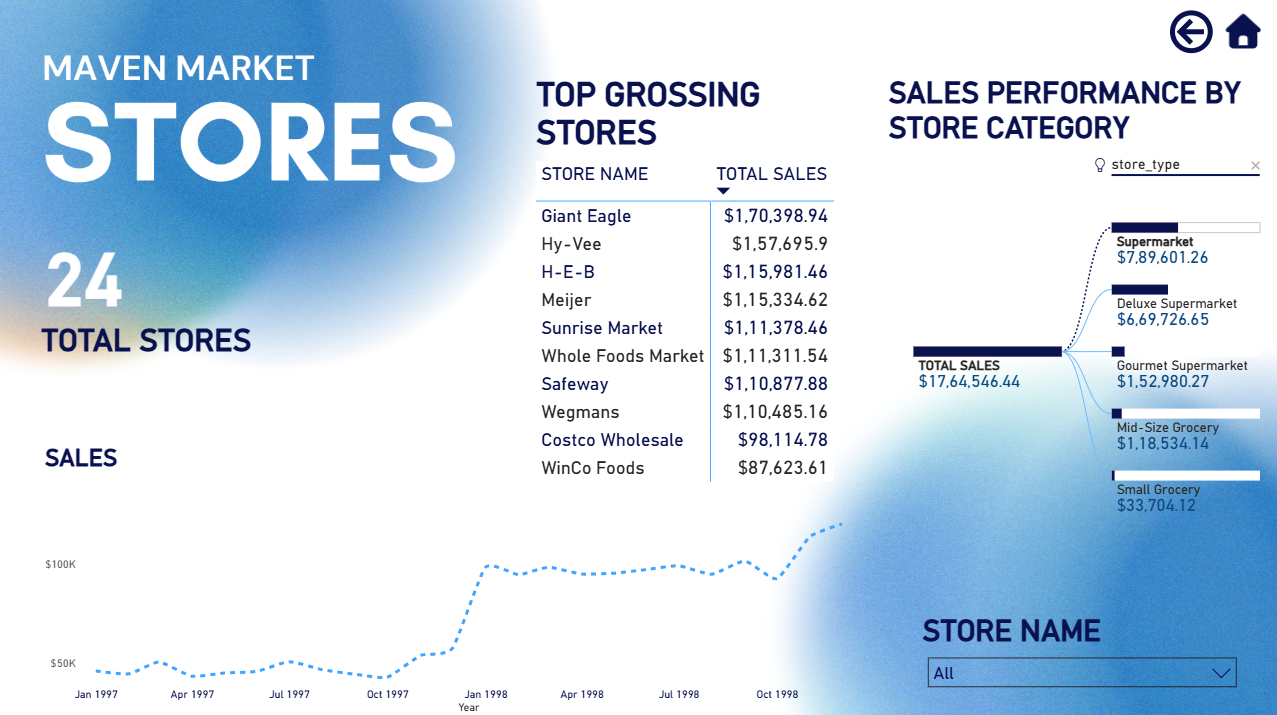 MAVEN MARKET
STORES
24
TOTAL STORES
TOP GROSSING
STORES
STORE NAME TOTAL SALES
Giant Eagle $1,70,398.94
Hy-Vee $1,57,695.9
H-E-B $1,15,981.46
Meijer $1,15,334.62
Sunrise Market $1,11,378.46
Whole Foods Market $1,11,311.54
Safeway $1,10,877.88
Wegmans $1,10,485.16
Costco Wholesale $98,114.78
WinCo Foods $87,623.61
SALES PERFORMANCE BY
STORE CATEGORY
store_type
TOTAL SALES
$17,64,546.44
Supermarket
$7,89,601.26
Deluxe Supermarket
$6,69,726.65
Gourmet Supermarket
$1,52,980.27
Mid-Size Grocery
$1,18,534.14
Small Grocery
$33,704.12
SALES
$100K
$50K
Jan 1997 Apr 1997 Jul 1997 Oct 1997 Jan 1998 Apr 1998 Jul 1998 Oct 1998
Year
STORE NAME
All